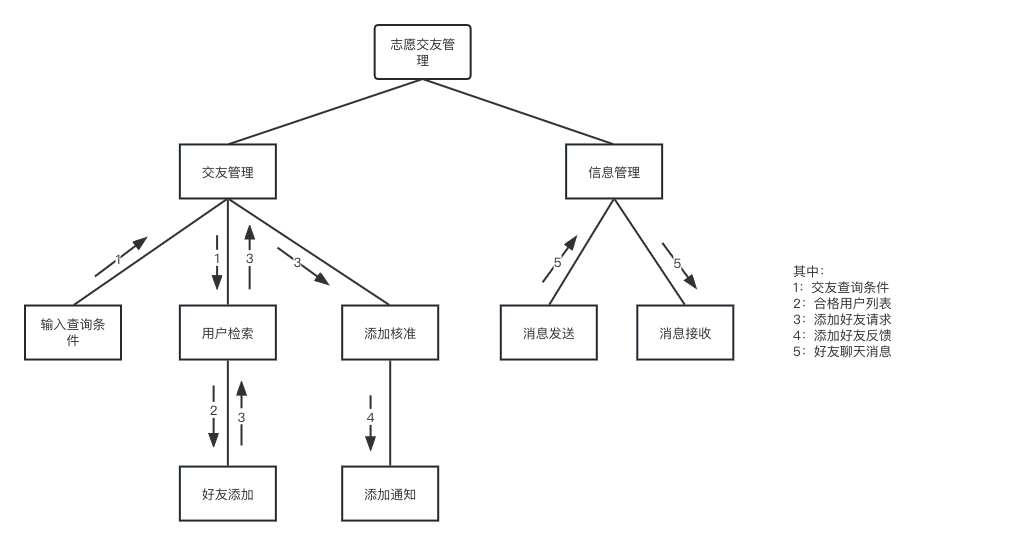 志愿交友管
理
交友管理
信息管理
1
1
3
3
5
5
输入查询条
件
用户检索
添加核准
消息发送
消息接收
其中：
1：交友查询条件
2：合格用户列表
3：添加好友请求
4：添加好友反馈
5：好友聊天消息
2
3
4
好友添加
添加通知